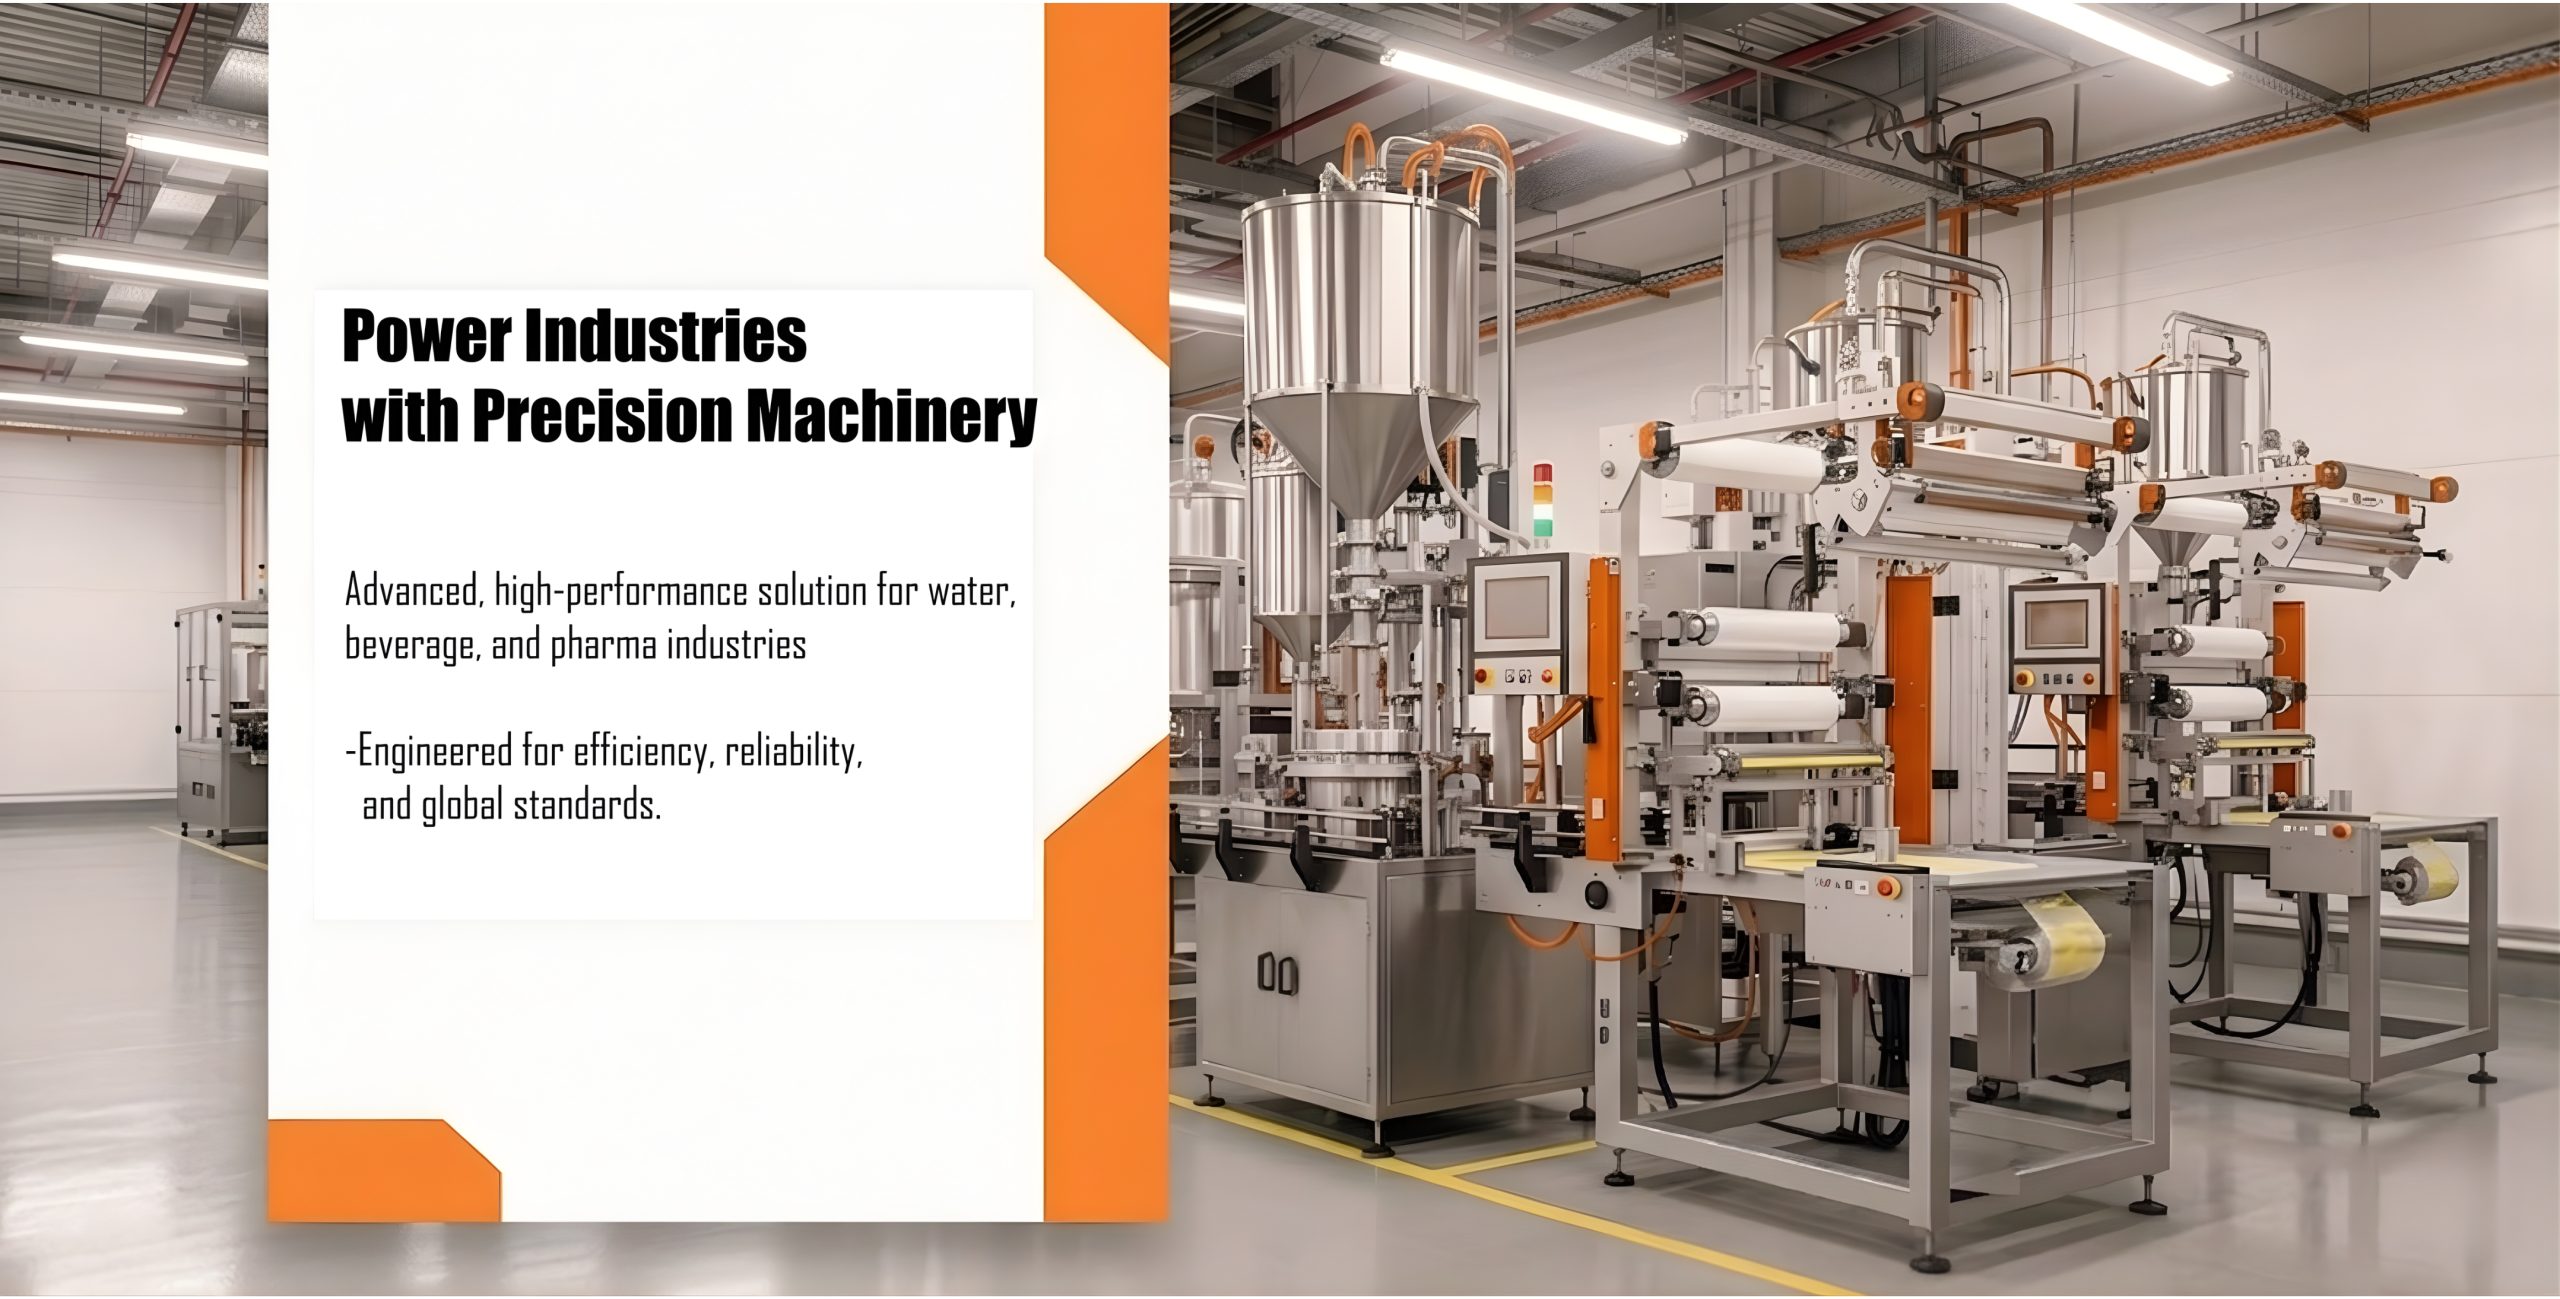 Power Industries
with Precision Machinery
Advanced, high-performance solution for water,
beverage, and pharma industries
-Engineered for efficiency, reliability,
and global standards.